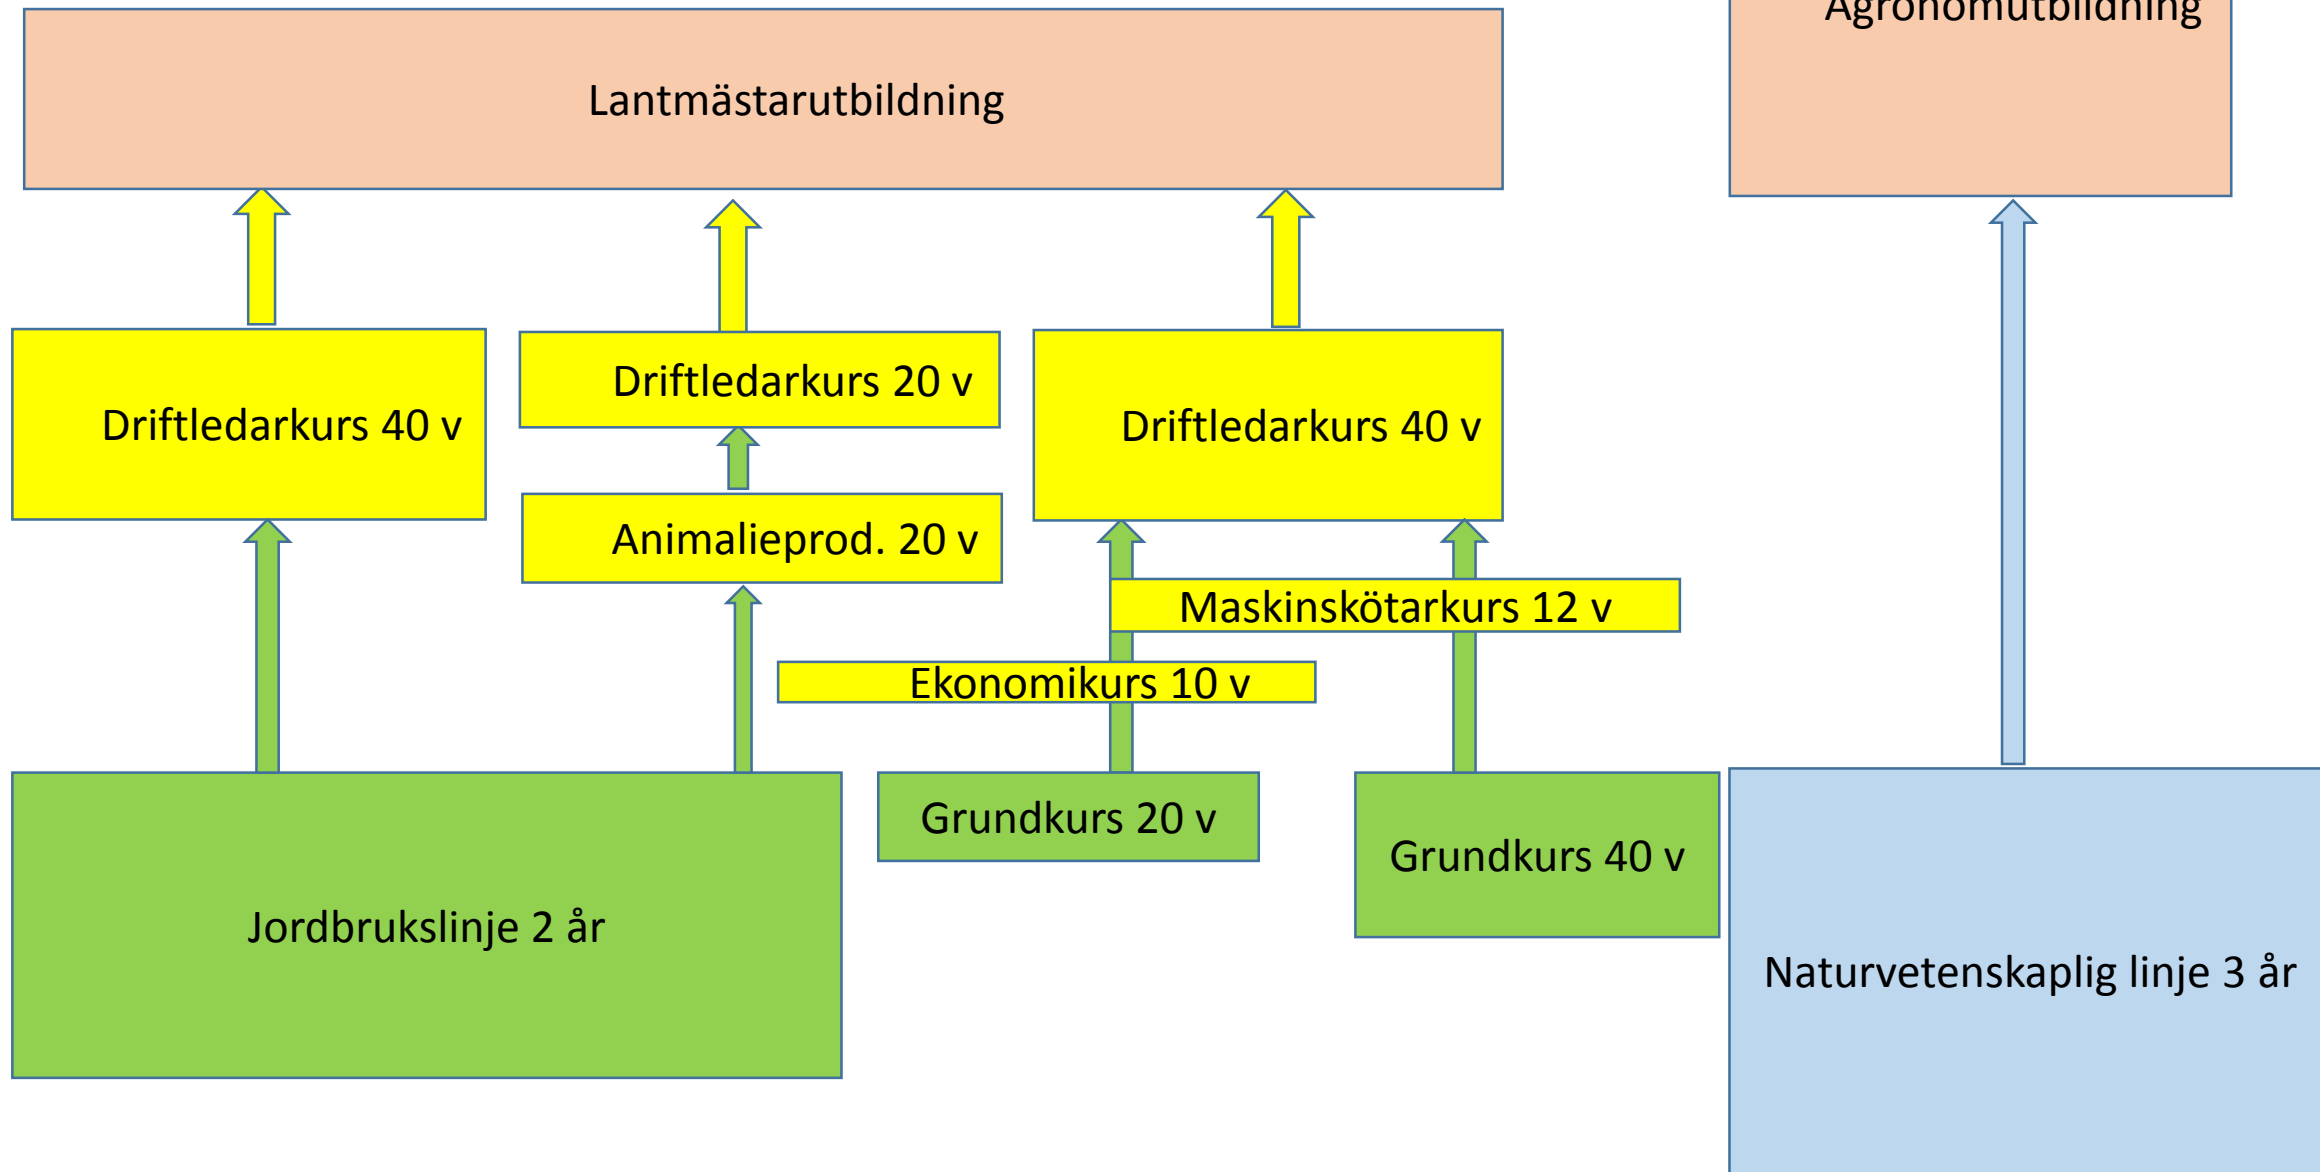 Agronomutbildning
Lantmästarutbildning
Driftledarkurs 40 v
Driftledarkurs 20 v
Driftledarkurs 40 v
Animalieprod. 20 v
Maskinskötarkurs 12 v
Ekonomikurs 10 v
Grundkurs 20 v
Grundkurs 40 v
Jordbrukslinje 2 år
Naturvetenskaplig linje 3 år